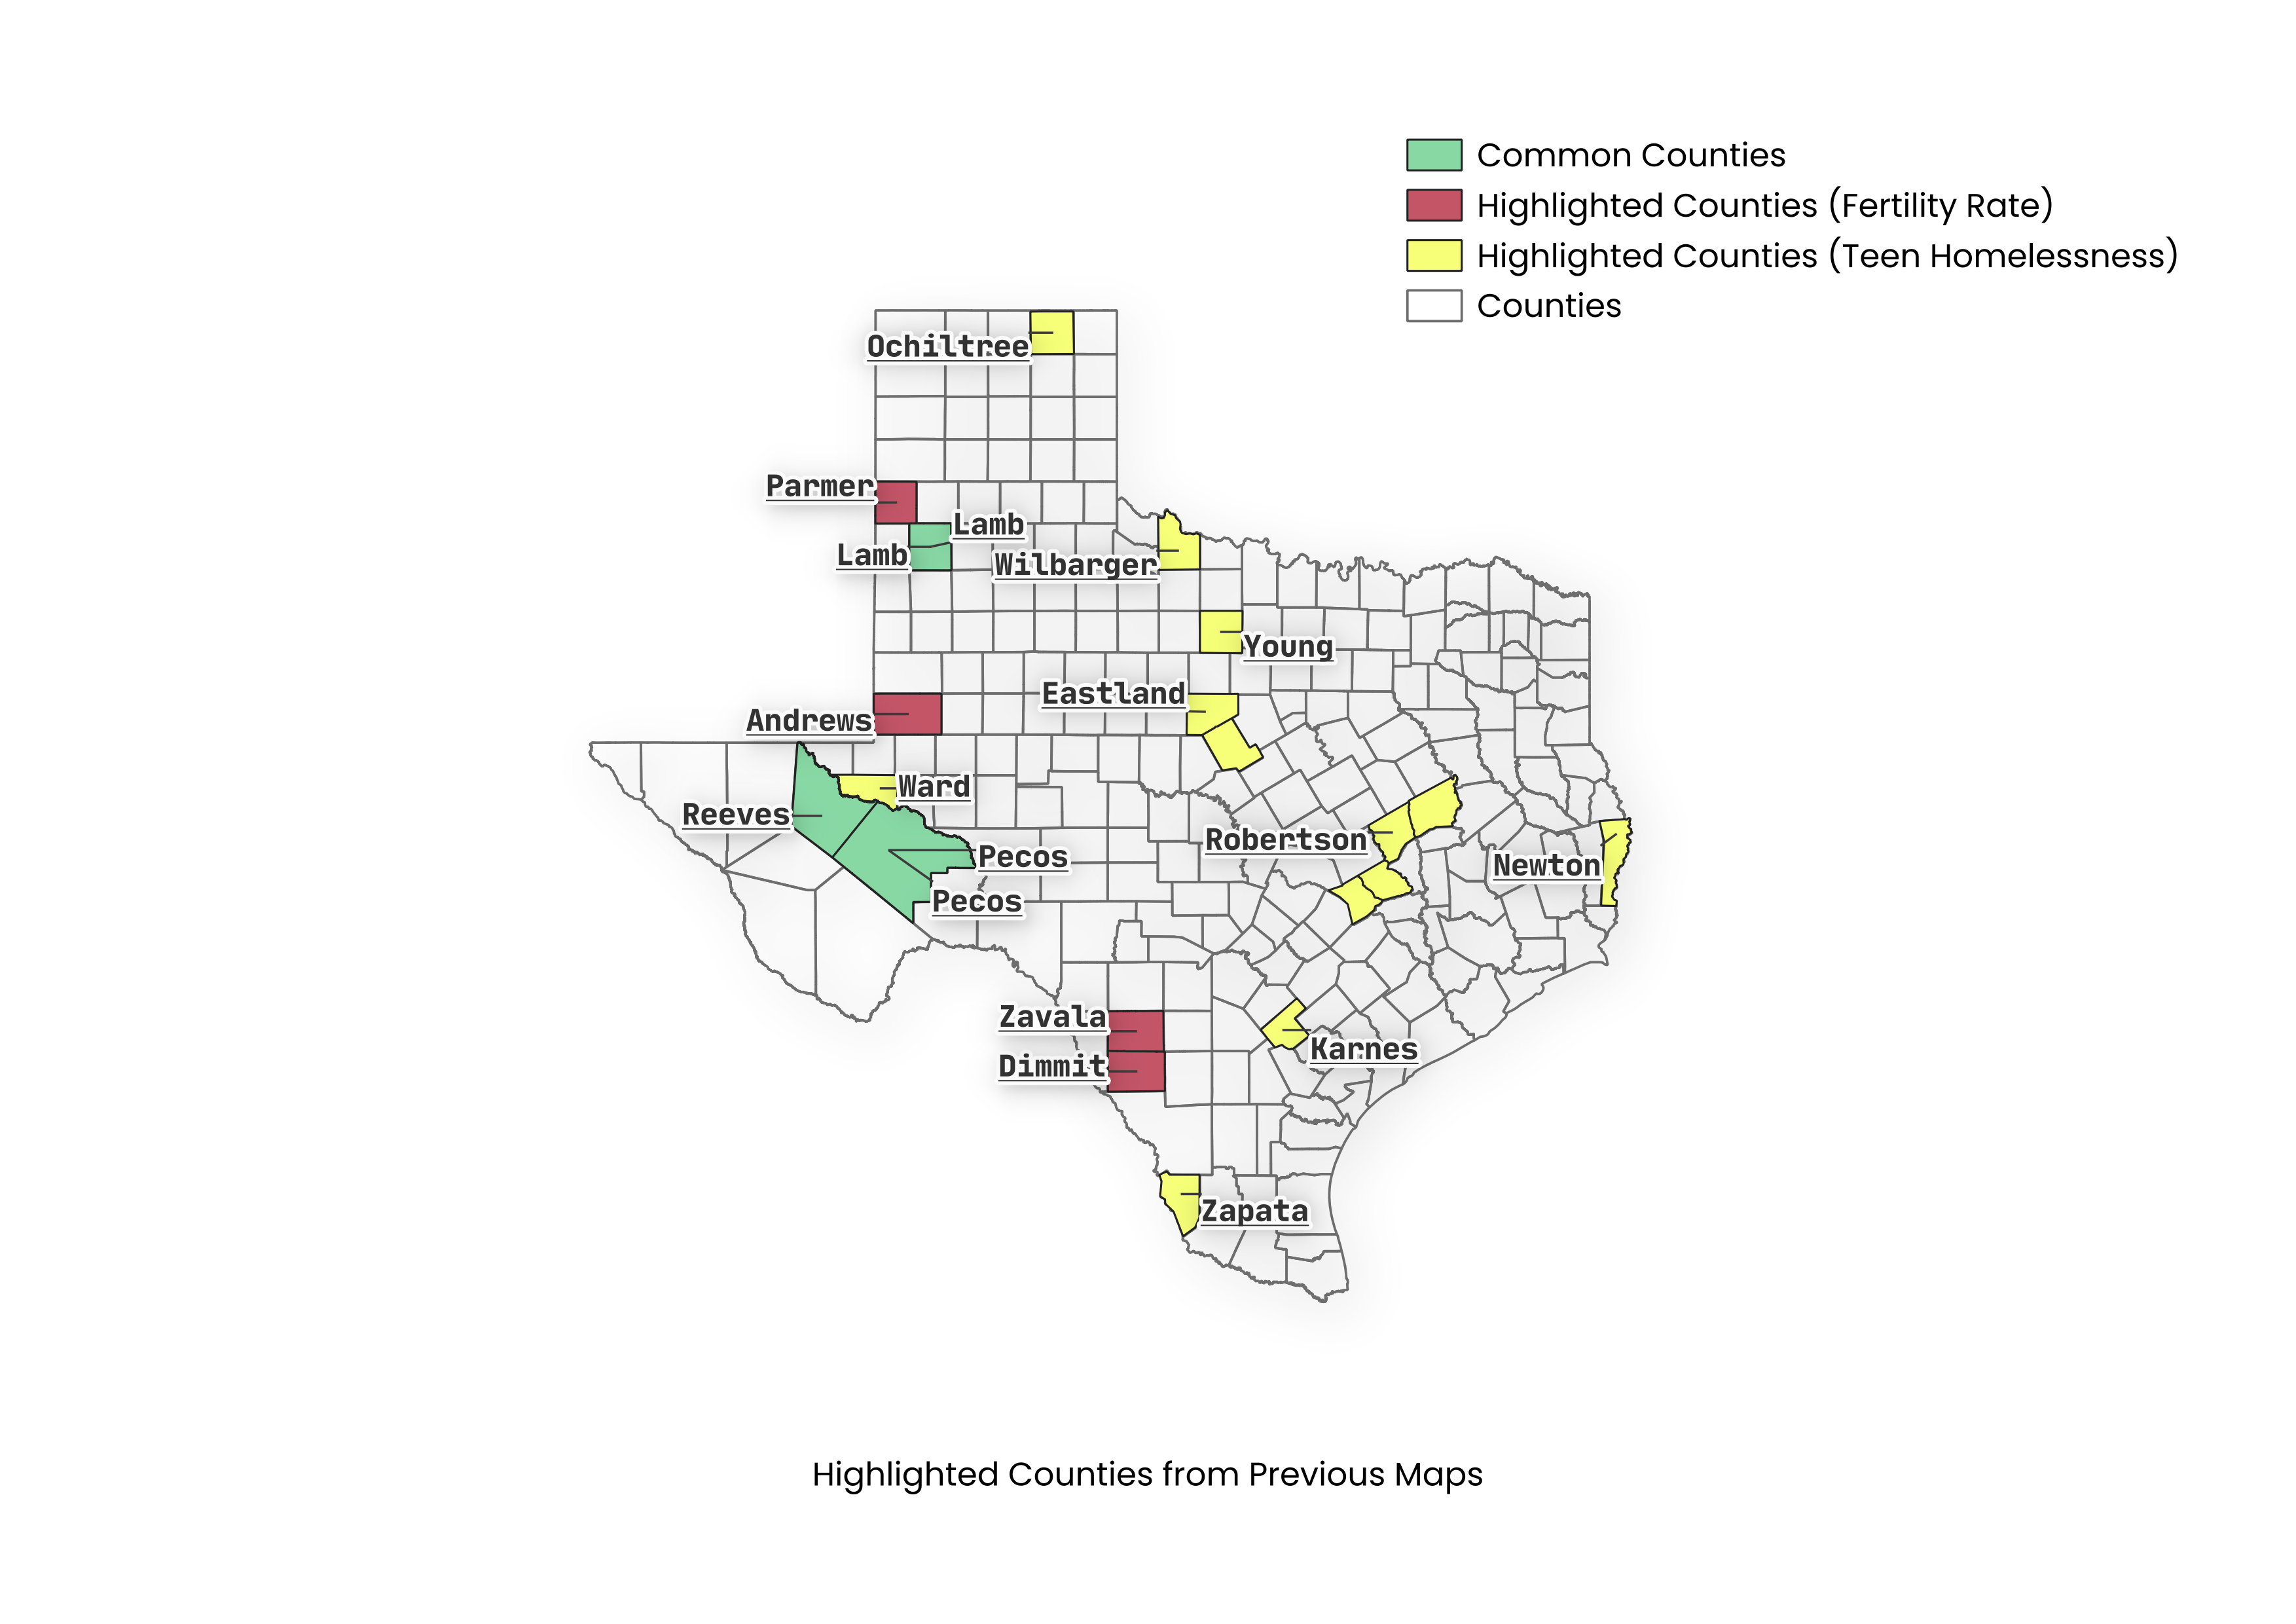 Common Counties
Highlighted Counties (Fertility Rate)
Highlighted Counties (Teen Homelessness)
Counties
Ochiltree
Parmer
Lamb
Lamb
Wilbarger
Young
Eastland
Andrews
Ward
Reeves
Robertson
Pecos
Newton
Pecos
Zavala
Karnes
Dimmit
Zapata
Highlighted Counties from Previous Maps